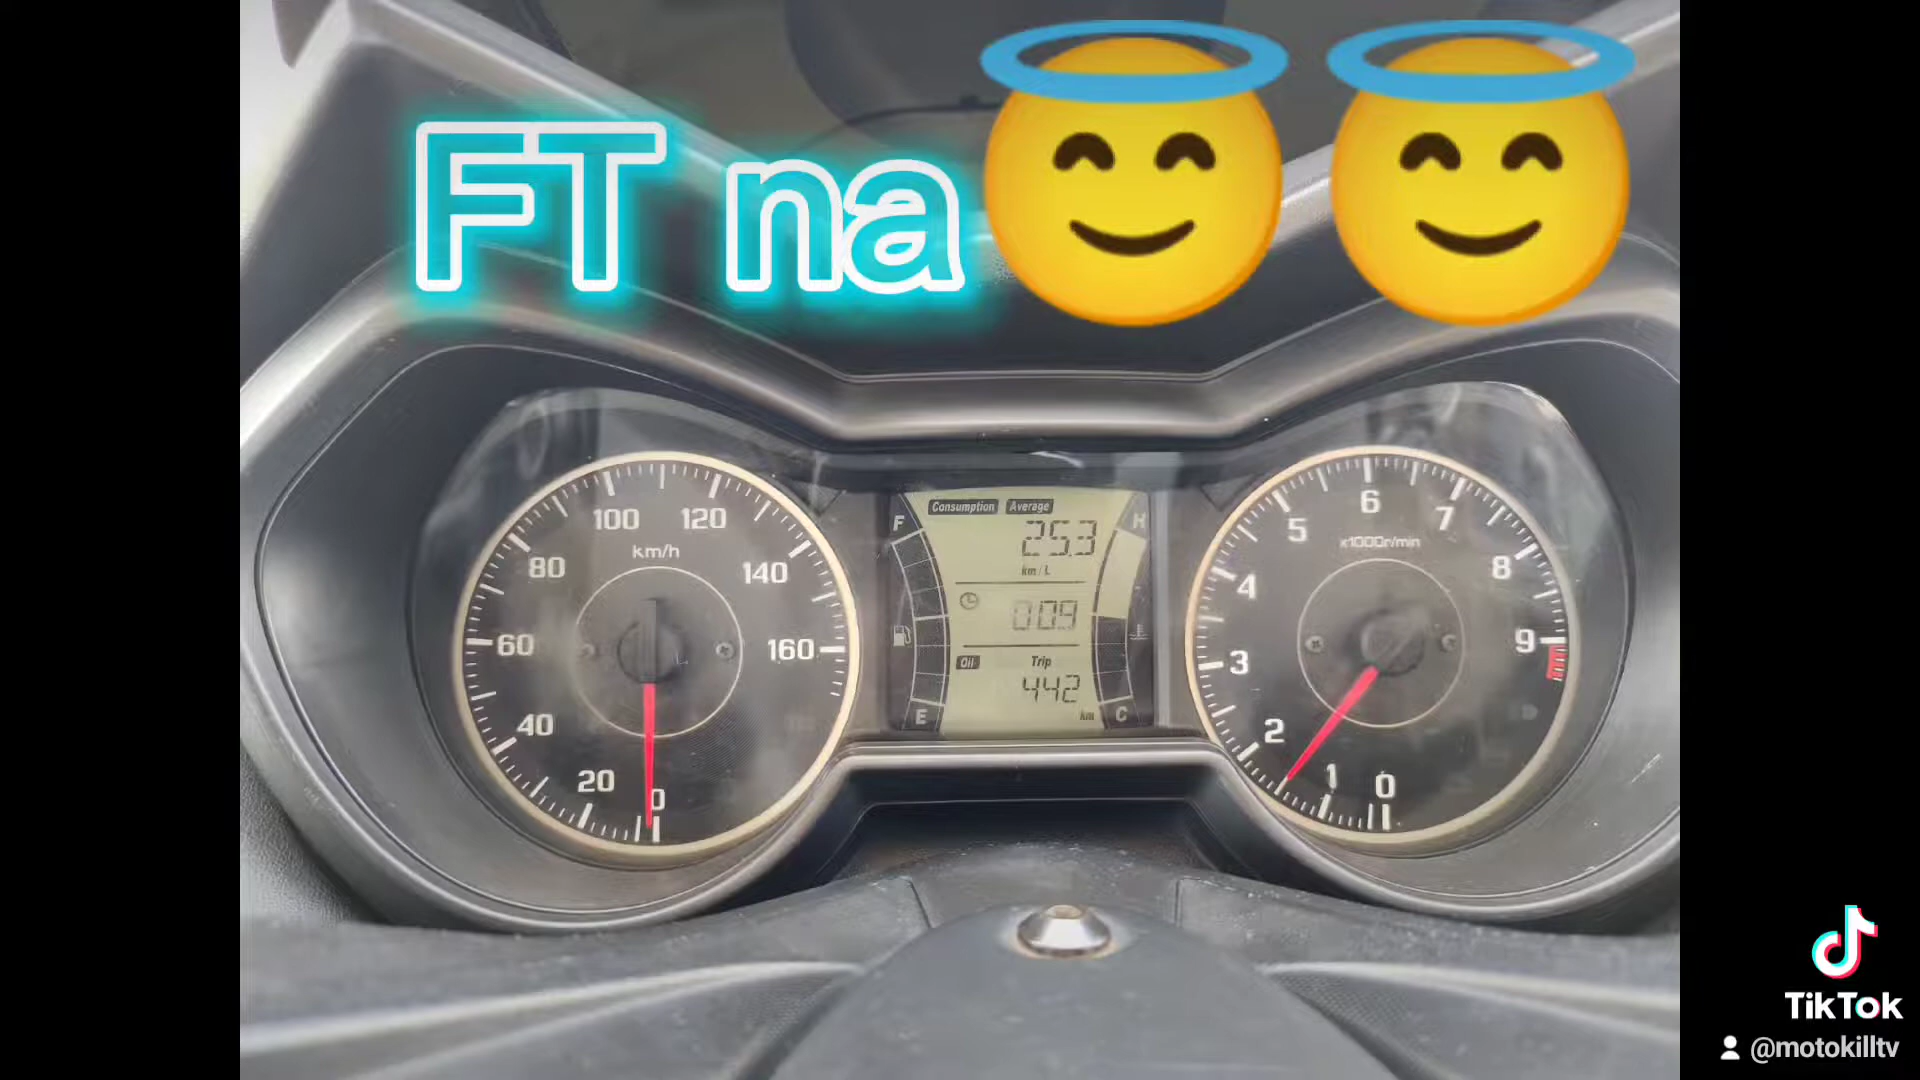 FT na😇😇
100 120
km/h
80 140
60 160
40
20
0
F
Consumption Average
25.3
km/L
0:09
Oil Trip
442
km
E
H
C
6
5 7
x1000r/min
4 8
3 9
2
1 0
TikTok
@motokilltv